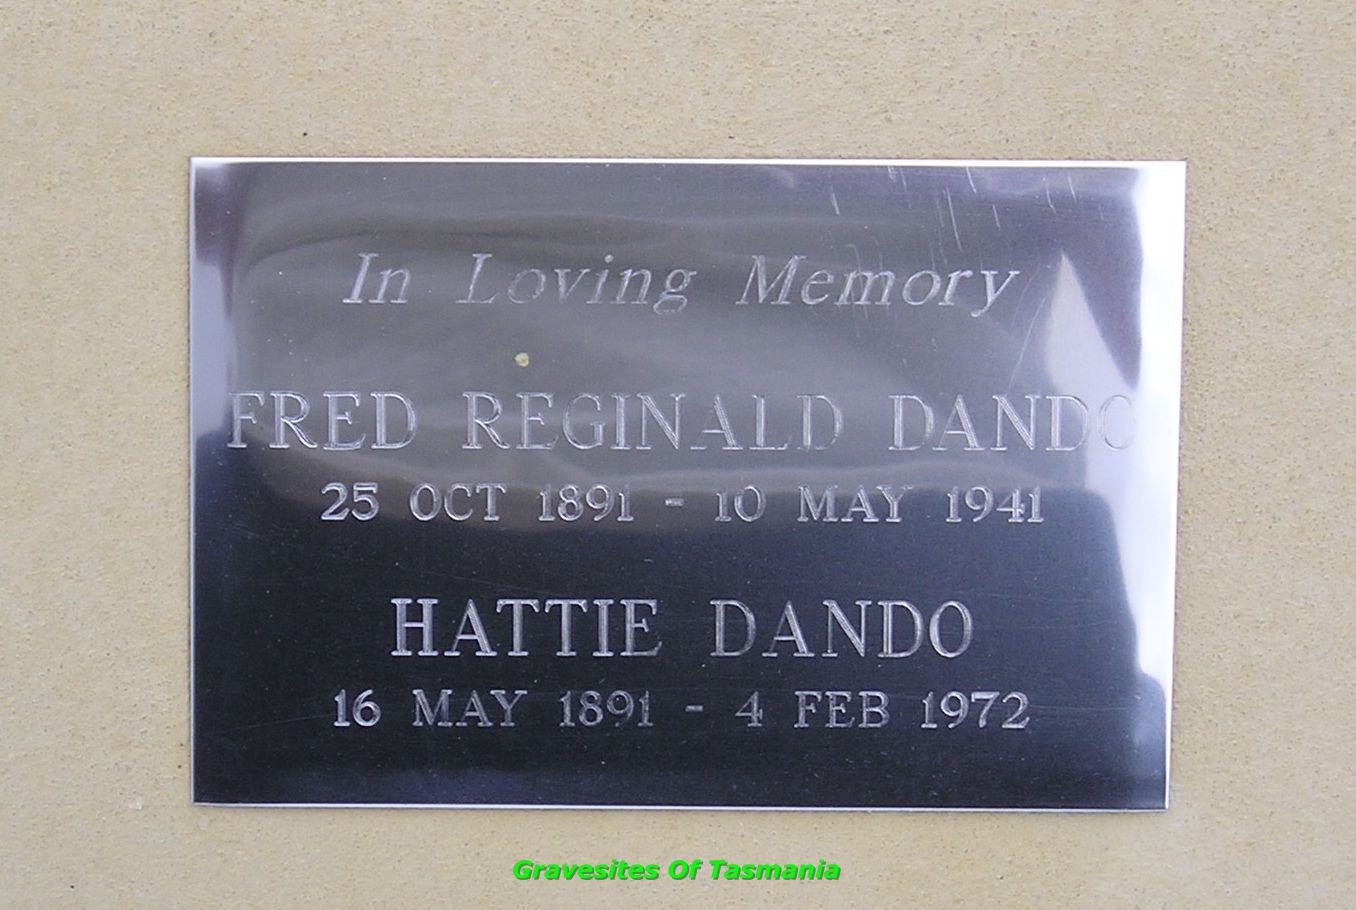 In Loving Memory
FRED REGINALD DANDO
25 OCT 1891 - 10 MAY 1941
HATTIE DANDO
16 MAY 1891 - 4 FEB 1972
Gravesites Of Tasmania